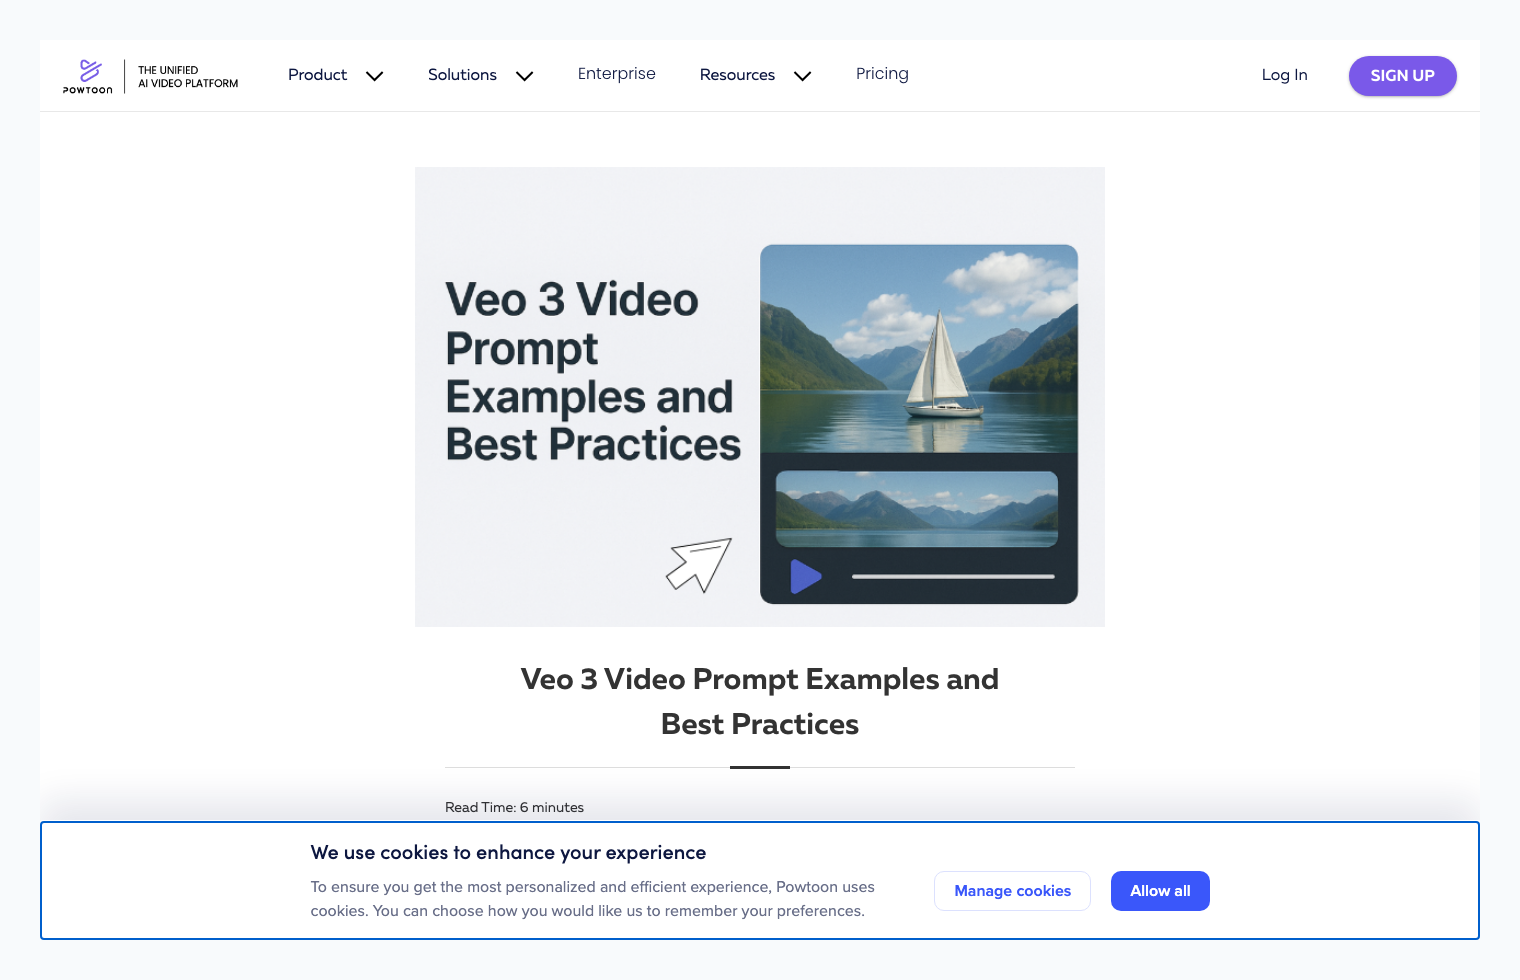 POWTOON
THE UNIFIED
AI VIDEO PLATFORM
Product
Solutions
Enterprise
Resources
Pricing
Log In
SIGN UP
Veo 3 Video
Prompt
Examples and
Best Practices
Veo 3 Video Prompt Examples and
Best Practices
Read Time: 6 minutes
We use cookies to enhance your experience
To ensure you get the most personalized and efficient experience, Powtoon uses
cookies. You can choose how you would like us to remember your preferences.
Manage cookies
Allow all